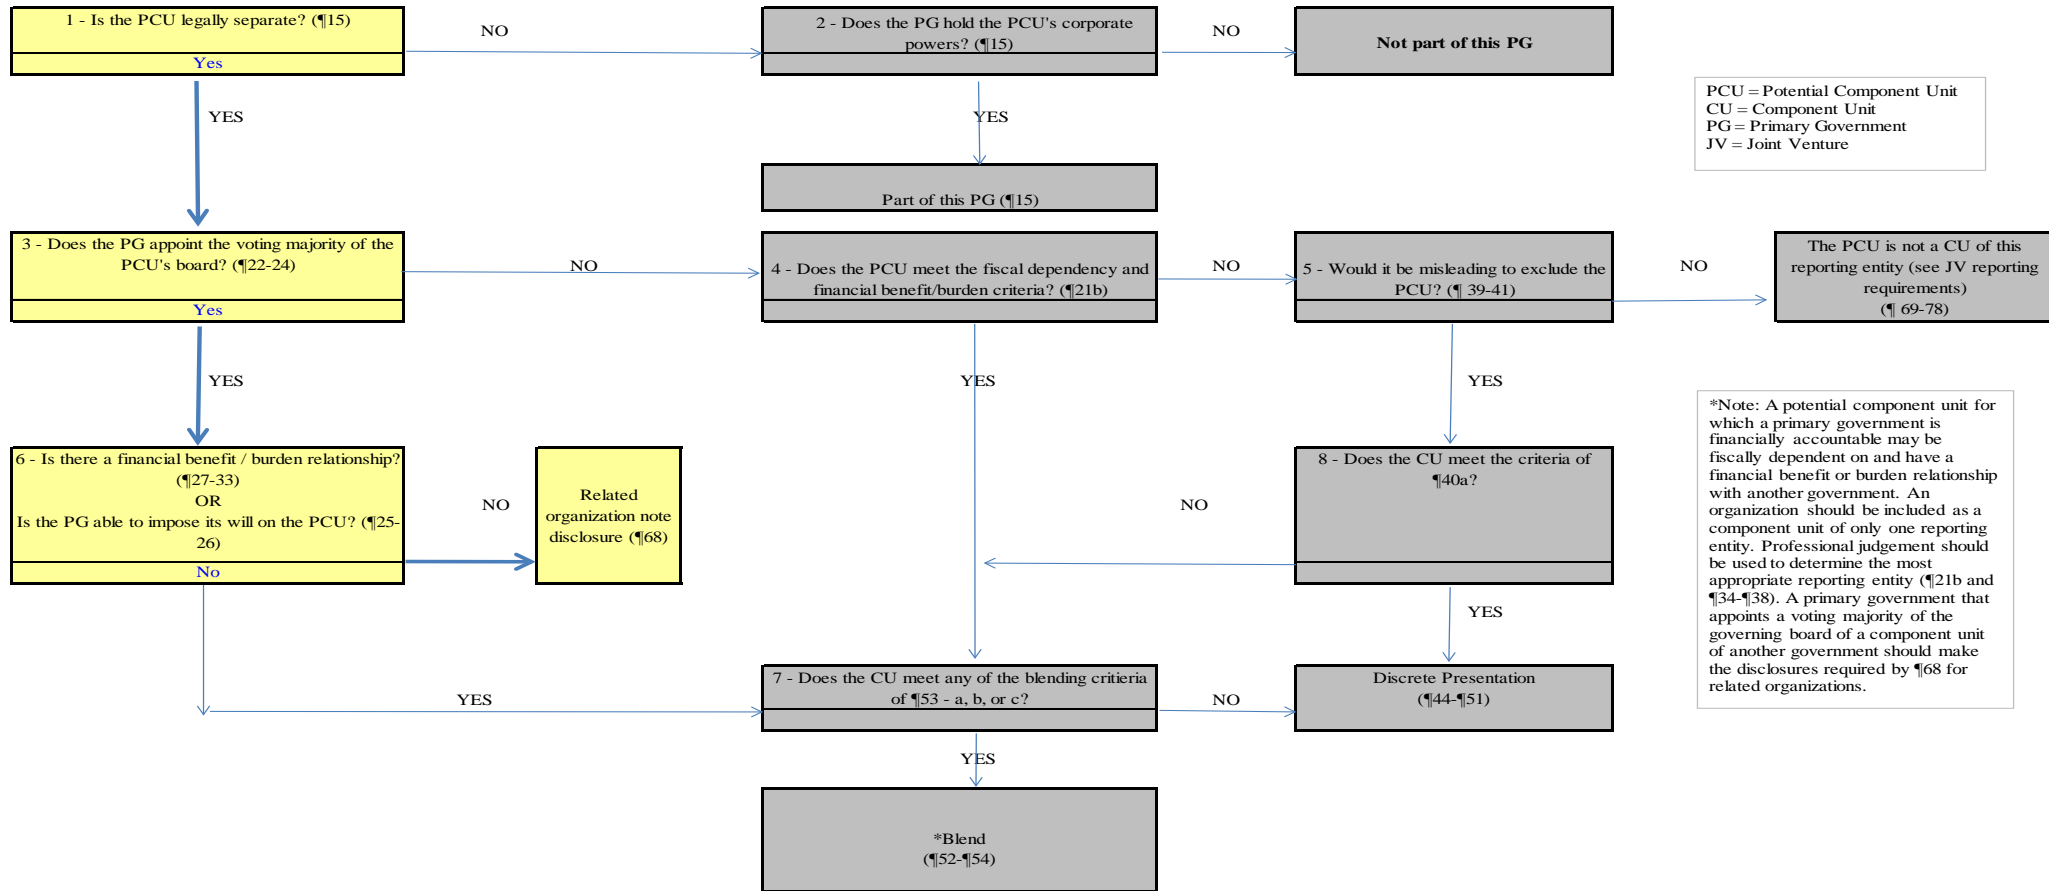 1 - Is the PCU legally separate? (¶15)
Yes
NO
2 - Does the PG hold the PCU's corporate
powers? (¶15)
NO
Not part of this PG
PCU = Potential Component Unit
CU = Component Unit
PG = Primary Government
JV = Joint Venture
YES
YES
Part of this PG (¶15)
3 - Does the PG appoint the voting majority of the
PCU's board? (¶22-24)
Yes
NO
4 - Does the PCU meet the fiscal dependency and
financial benefit/burden criteria? (¶21b)
NO
5 - Would it be misleading to exclude the
PCU? (¶ 39-41)
NO
The PCU is not a CU of this
reporting entity (see JV reporting
requirements)
(¶ 69-78)
YES
YES
YES
*Note: A potential component unit for
which a primary government is
financially accountable may be
fiscally dependent on and have a
financial benefit or burden relationship
with another government. An
organization should be included as a
component unit of only one reporting
entity. Professional judgement should
be used to determine the most
appropriate reporting entity (¶21b and
¶34-¶38). A primary government that
appoints a voting majority of the
governing board of a component unit
of another government should make
the disclosures required by ¶68 for
related organizations.
6 - Is there a financial benefit / burden relationship?
(¶27-33)
OR
Is the PG able to impose its will on the PCU? (¶25-
26)
No
NO
Related
organization note
disclosure (¶68)
8 - Does the CU meet the criteria of
¶40a?
NO
YES
YES
7 - Does the CU meet any of the blending critieria
of ¶53 - a, b, or c?
NO
Discrete Presentation
(¶44-¶51)
YES
*Blend
(¶52-¶54)